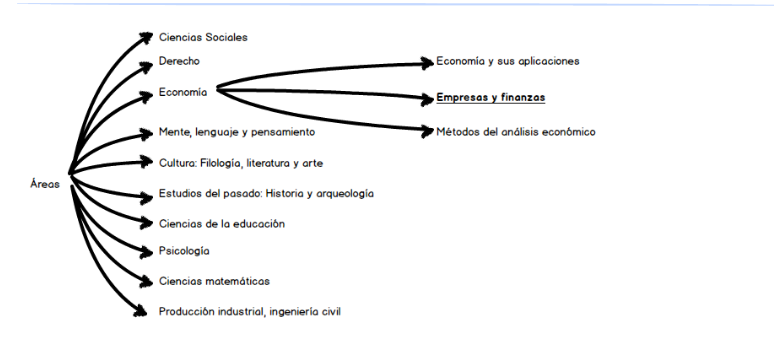 Áreas
Ciencias Sociales
Derecho
Economía
Mente, lenguaje y pensamiento
Cultura: Filología, literatura y arte
Estudios del pasado: Historia y arqueología
Ciencias de la educación
Psicología
Ciencias matemáticas
Producción industrial, ingeniería civil
Economía y sus aplicaciones
Empresas y finanzas
Métodos del análisis económico